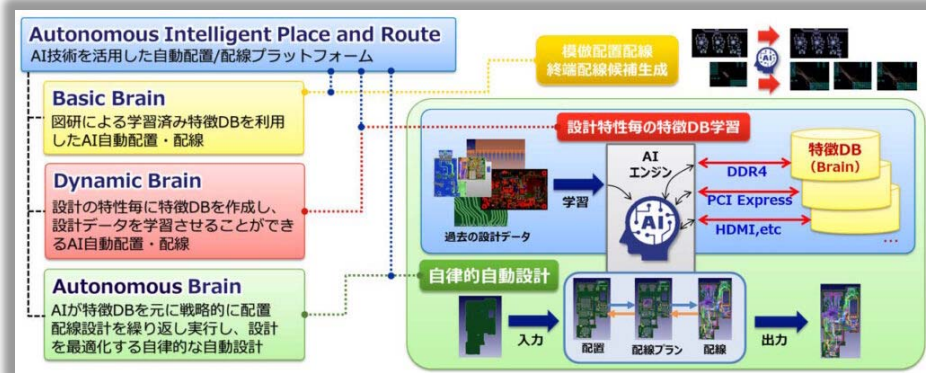 Autonomous Intelligent Place and Route
AI技術を活用した自動配置/配線プラットフォーム
Basic Brain
図研による学習済み特徴DBを利用
したAI自動配置・配線
Dynamic Brain
設計の特性毎に特徴DBを作成し、
設計データを学習させることができ
るAI自動配置・配線
Autonomous Brain
AIが特徴DBを元に戦略的に配置
配線設計を繰り返し実行し、設計
を最適化する自律的な自動設計
模倣配置配線
終端配線候補生成
AI
設計特性毎の特徴DB学習
過去の設計データ
学習
AI
エンジン
AI
DDR4
PCI Express
HDMI,etc
特徴DB
(Brain)
...
自律的自動設計
入力
配置
配線プラン
配線
出力